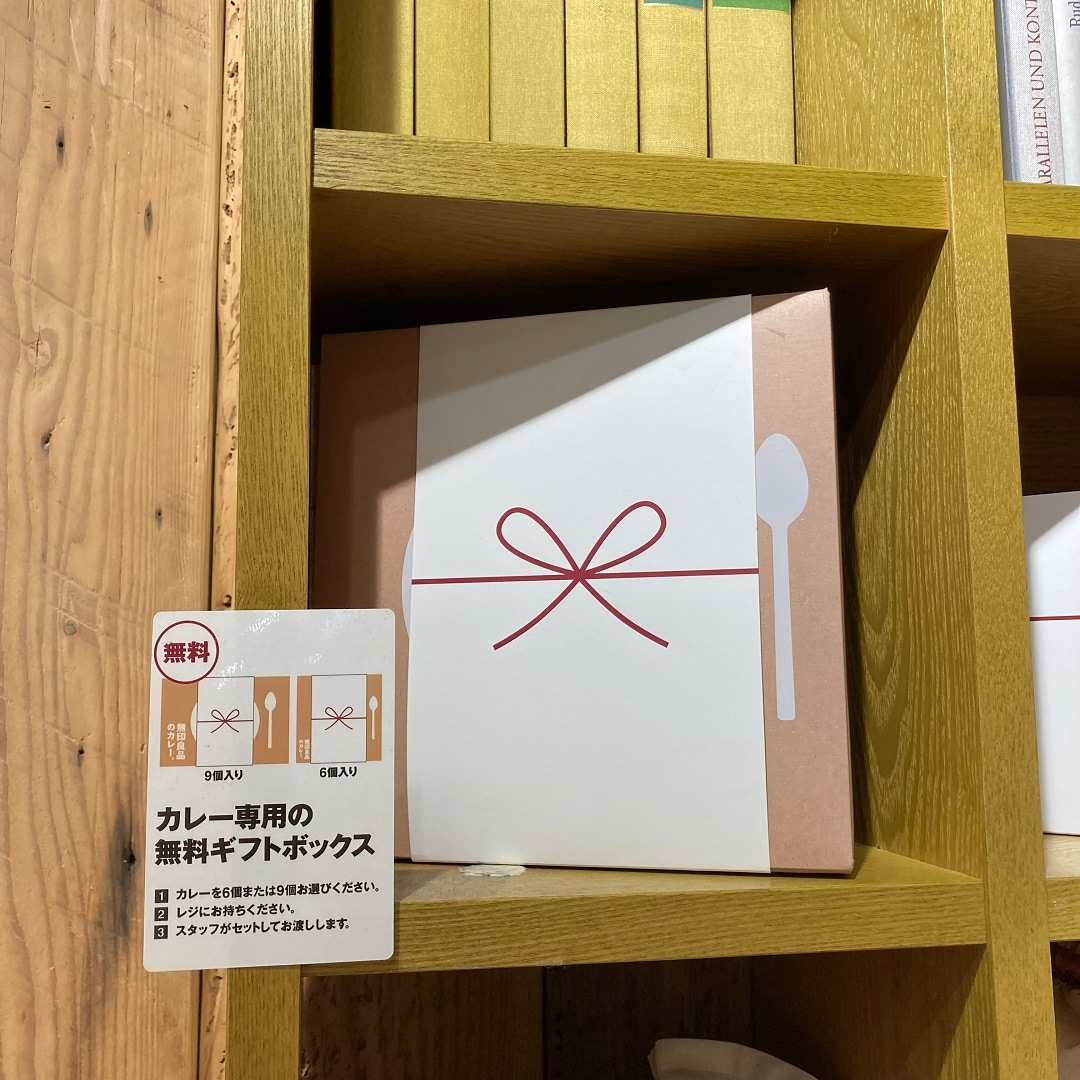 ARALLELEN UND KONT
Rud
無料
無印良品
のカレー。
無印良品
のカレー。
9個入り
6個入り
カレー専用の
無料ギフトボックス
1 カレーを6個または9個お選びください。
2 レジにお持ちください。
3 スタッフがセットしてお渡しします。